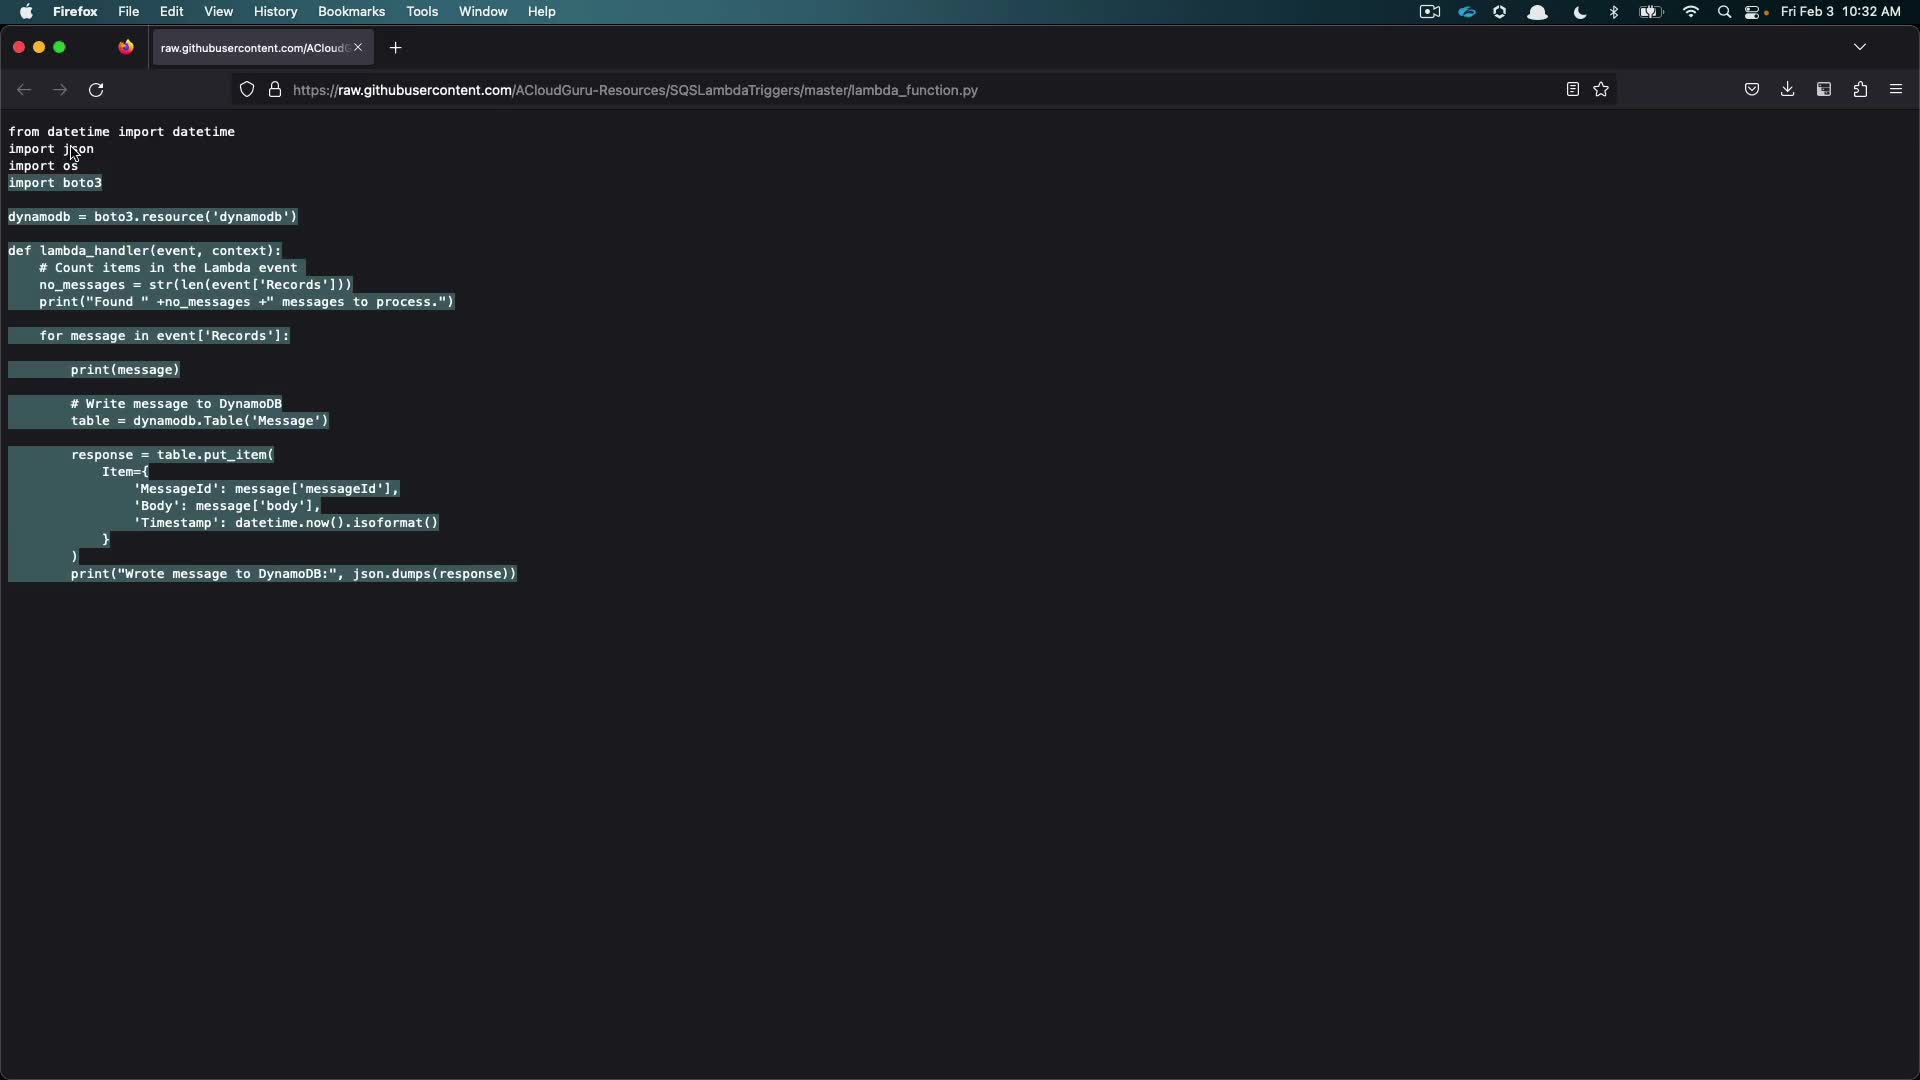 Firefox File Edit View History Bookmarks Tools Window Help Fri Feb 3 10:32 AM
raw.githubusercontent.com/ACloudG
https://raw.githubusercontent.com/ACloudGuru-Resources/SQSLambdaTriggers/master/lambda_function.py
from datetime import datetime
import json
import os
import boto3
dynamodb = boto3.resource('dynamodb')
def lambda_handler(event, context):
    # Count items in the Lambda event
    no_messages = str(len(event['Records']))
    print("Found " +no_messages +" messages to process.")
    for message in event['Records']:
        print(message)
        # Write message to DynamoDB
        table = dynamodb.Table('Message')
        response = table.put_item(
            Item={
                'MessageId': message['messageId'],
                'Body': message['body'],
                'Timestamp': datetime.now().isoformat()
            }
        )
        print("Wrote message to DynamoDB:", json.dumps(response))